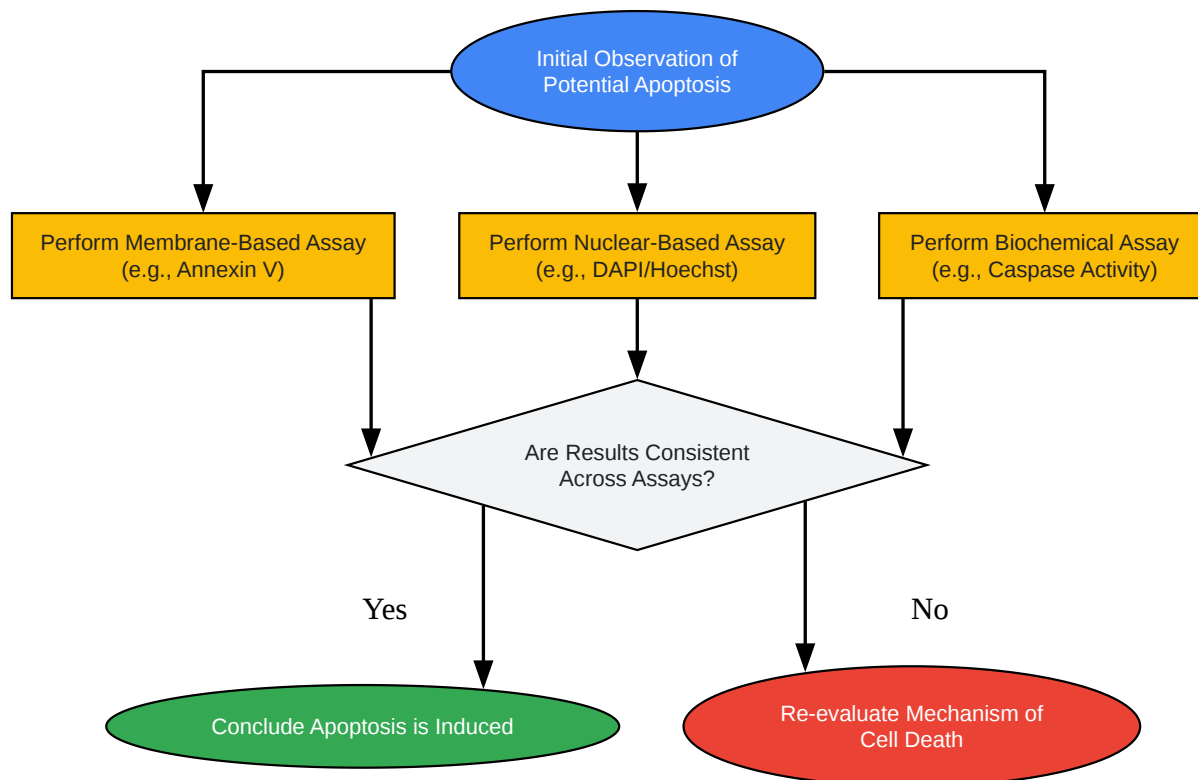 Initial Observation of
Potential Apoptosis
Perform Membrane-Based Assay
(e.g., Annexin V)
Perform Nuclear-Based Assay
(e.g., DAPI/Hoechst)
Perform Biochemical Assay
(e.g., Caspase Activity)
Are Results Consistent
Across Assays?
Yes
No
Conclude Apoptosis is Induced
Re-evaluate Mechanism of
Cell Death